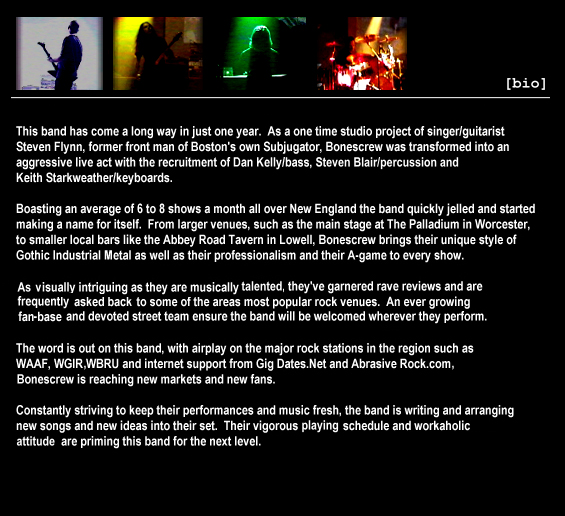 [bio]
This band has come a long way in just one year. As a one time studio project of singer/guitarist
Steven Flynn, former front man of Boston's own Subjugator, Bonescrew was transformed into an
aggressive live act with the recruitment of Dan Kelly/bass, Steven Blair/percussion and
Keith Starkweather/keyboards.
Boasting an average of 6 to 8 shows a month all over New England the band quickly jelled and started
making a name for itself. From larger venues, such as the main stage at The Palladium in Worcester,
to smaller local bars like the Abbey Road Tavern in Lowell, Bonescrew brings their unique style of
Gothic Industrial Metal as well as their professionalism and their A-game to every show.
As visually intriguing as they are musically talented, they've garnered rave reviews and are
frequently asked back to some of the areas most popular rock venues. An ever growing
fan-base and devoted street team ensure the band will be welcomed wherever they perform.
The word is out on this band, with airplay on the major rock stations in the region such as
WAAF, WGIR,WBRU and internet support from Gig Dates.Net and Abrasive Rock.com,
Bonescrew is reaching new markets and new fans.
Constantly striving to keep their performances and music fresh, the band is writing and arranging
new songs and new ideas into their set. Their vigorous playing schedule and workaholic
attitude are priming this band for the next level.